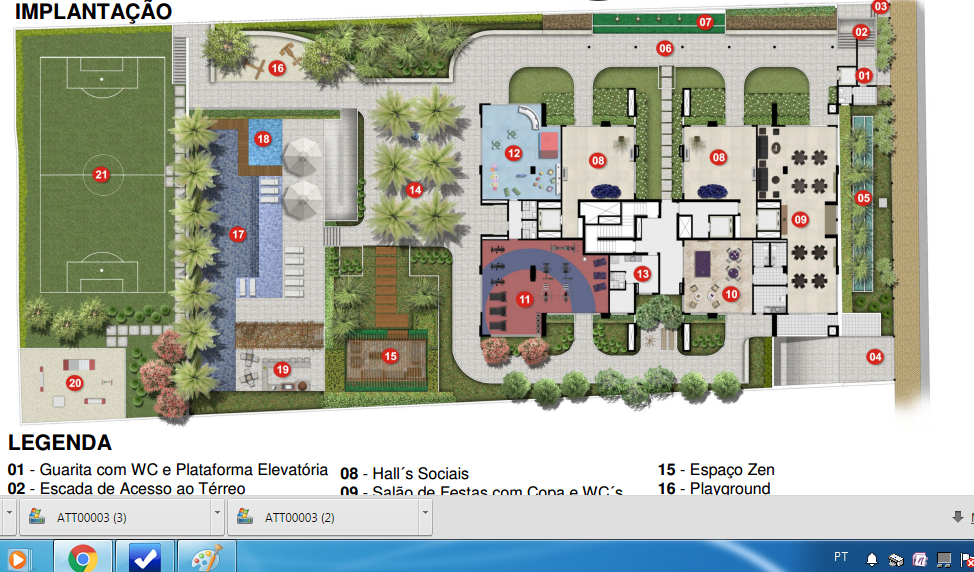 IMPLANTAÇÃO
03
07
02
06
16
01
18
12
08
08
21
14
05
17
09
13
10
11
15
04
19
20
LEGENDA
01 - Guarita com WC e Plataforma Elevatória
02 - Escada de Acesso ao Térreo
08 - Hall´s Sociais
09 - Salão de Festas com Copa e WC´s
15 - Espaço Zen
16 - Playground
ATT00003 (3)
ATT00003 (2)
PT